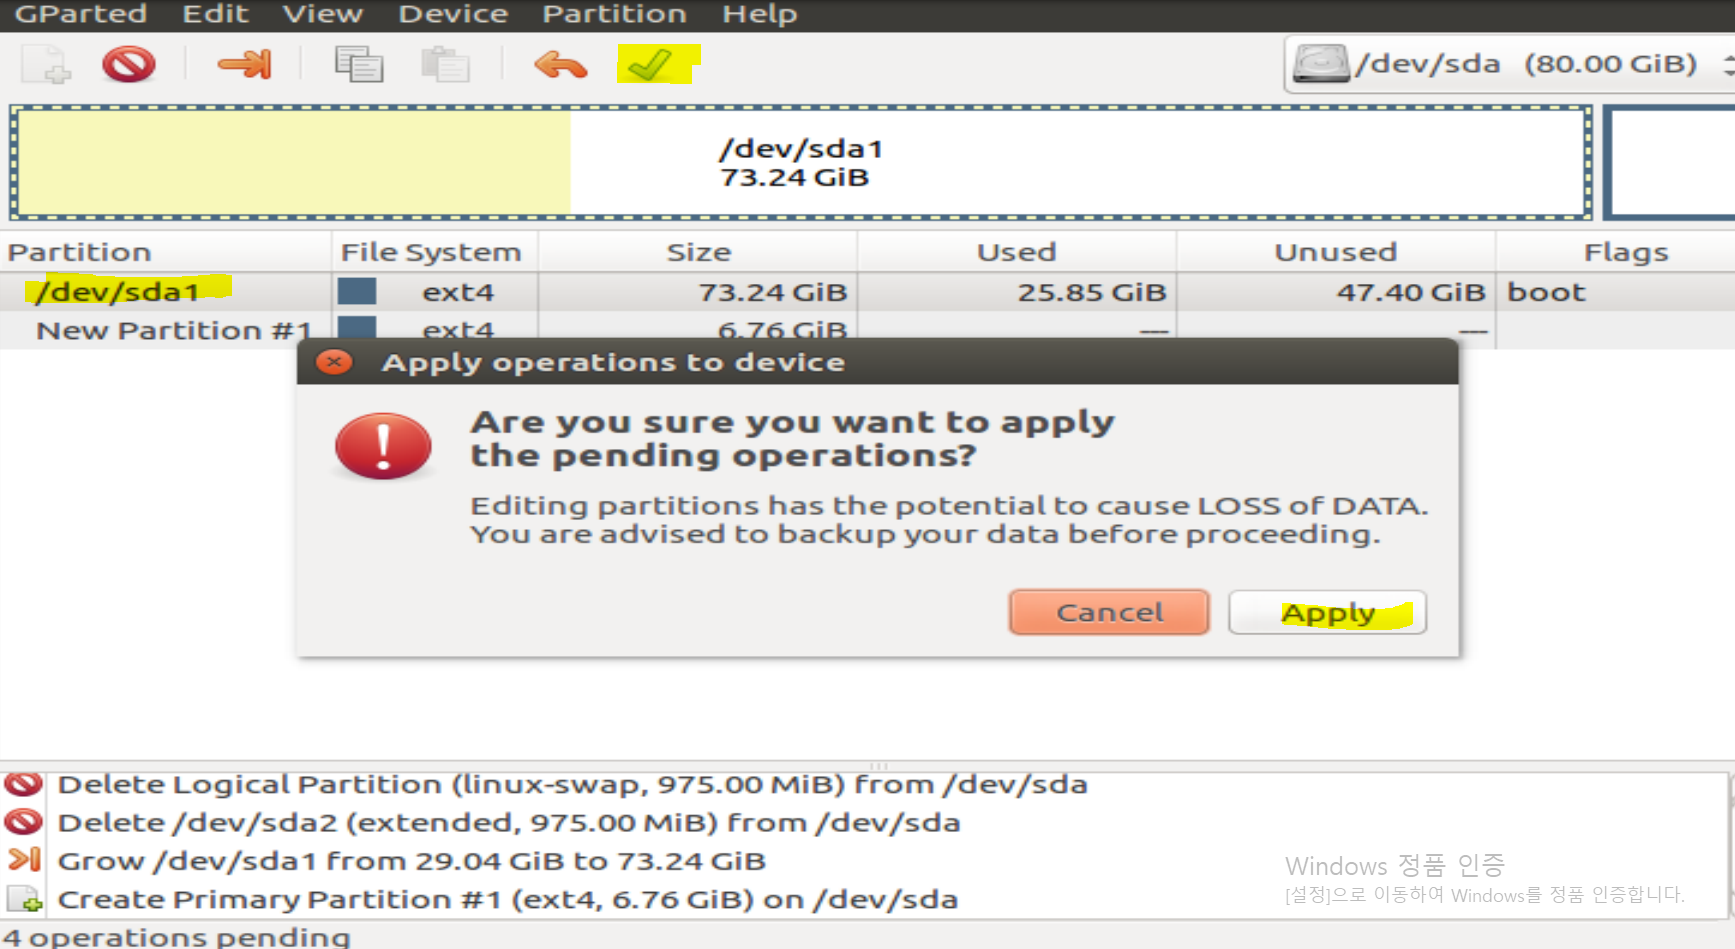 GParted Edit View Device Partition Help
/dev/sda (80.00 GiB)
/dev/sda1
73.24 GiB
Partition File System Size Used Unused Flags
/dev/sda1 ext4 73.24 GiB 25.85 GiB 47.40 GiB boot
New Partition #1 ext4 6.76 GiB --- ---
Apply operations to device
Are you sure you want to apply
the pending operations?
Editing partitions has the potential to cause LOSS of DATA.
You are advised to backup your data before proceeding.
Cancel Apply
Delete Logical Partition (linux-swap, 975.00 MiB) from /dev/sda
Delete /dev/sda2 (extended, 975.00 MiB) from /dev/sda
Grow /dev/sda1 from 29.04 GiB to 73.24 GiB
Create Primary Partition #1 (ext4, 6.76 GiB) on /dev/sda
Windows 정품 인증
[설정]으로 이동하여 Windows를 정품 인증합니다.
4 operations pending